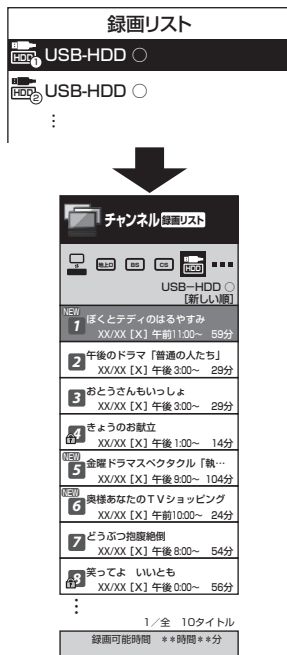 録画リスト
HDD 1 USB-HDD ○
HDD 2 USB-HDD ○
⋮
チャンネル 録画リスト
地上D BS CS HDD ■■■
USB−HDD ○
[新しい順]
NEW
1 ぼくとテディのはるやすみ
XX/XX [X] 午前11:00〜 59分
2 午後のドラマ「普通の人たち」
XX/XX [X] 午後 3:00〜 29分
3 おとうさんもいっしょ
XX/XX [X] 午後 3:00〜 29分
4 きょうのお献立
XX/XX [X] 午後 1:00〜 14分
NEW
5 金曜ドラマスペクタクル「執…
XX/XX [X] 午後 9:00〜 104分
NEW
6 奥様あなたのTVショッピング
XX/XX [X] 午前10:00〜 24分
7 どうぶつ抱腹絶倒
XX/XX [X] 午後 8:00〜 54分
8 笑ってよ いいとも
XX/XX [X] 午後 0:00〜 56分
⋮
1/全 10タイトル
録画可能時間 **時間**分